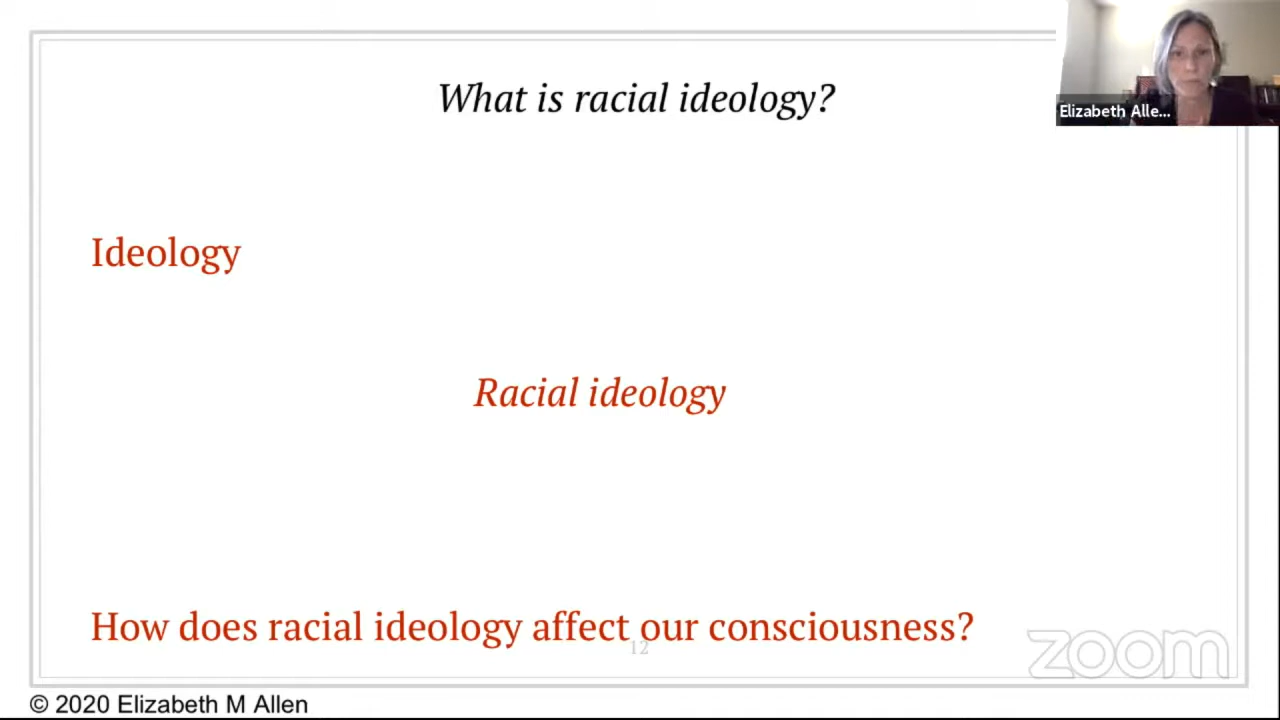 What is racial ideology?
Elizabeth Alle...
Ideology
Racial ideology
How does racial ideology affect our consciousness?
12
zoom
© 2020 Elizabeth M Allen